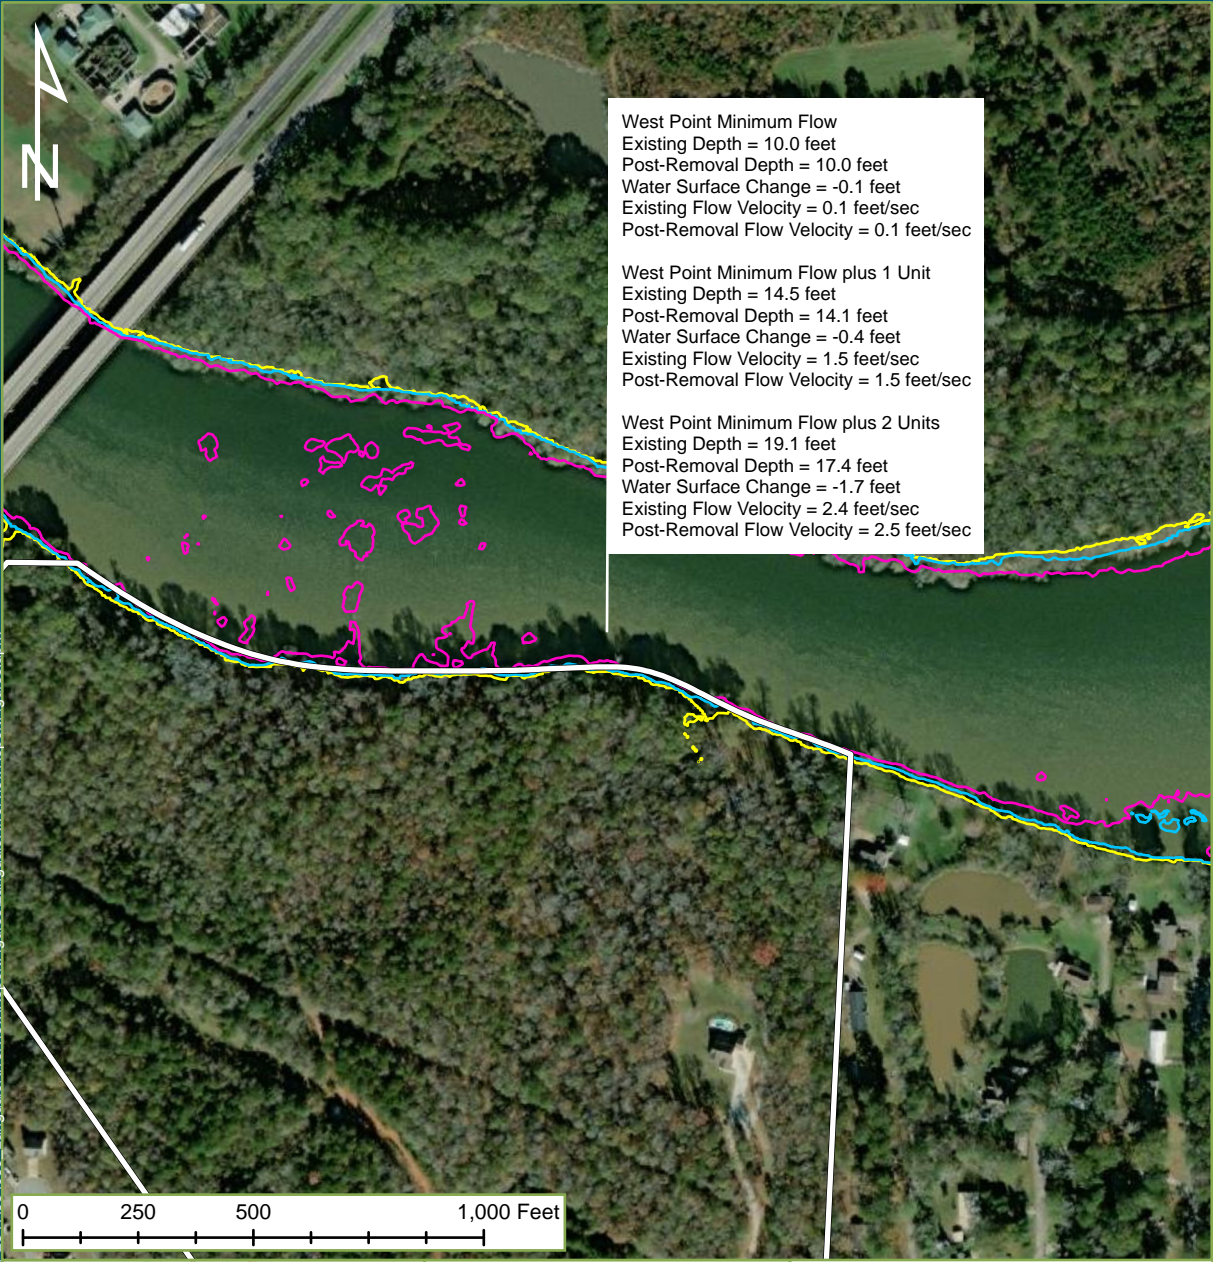 N
West Point Minimum Flow
Existing Depth = 10.0 feet
Post-Removal Depth = 10.0 feet
Water Surface Change = -0.1 feet
Existing Flow Velocity = 0.1 feet/sec
Post-Removal Flow Velocity = 0.1 feet/sec
West Point Minimum Flow plus 1 Unit
Existing Depth = 14.5 feet
Post-Removal Depth = 14.1 feet
Water Surface Change = -0.4 feet
Existing Flow Velocity = 1.5 feet/sec
Post-Removal Flow Velocity = 1.5 feet/sec
West Point Minimum Flow plus 2 Units
Existing Depth = 19.1 feet
Post-Removal Depth = 17.4 feet
Water Surface Change = -1.7 feet
Existing Flow Velocity = 2.4 feet/sec
Post-Removal Flow Velocity = 2.5 feet/sec
0 250 500 1,000 Feet